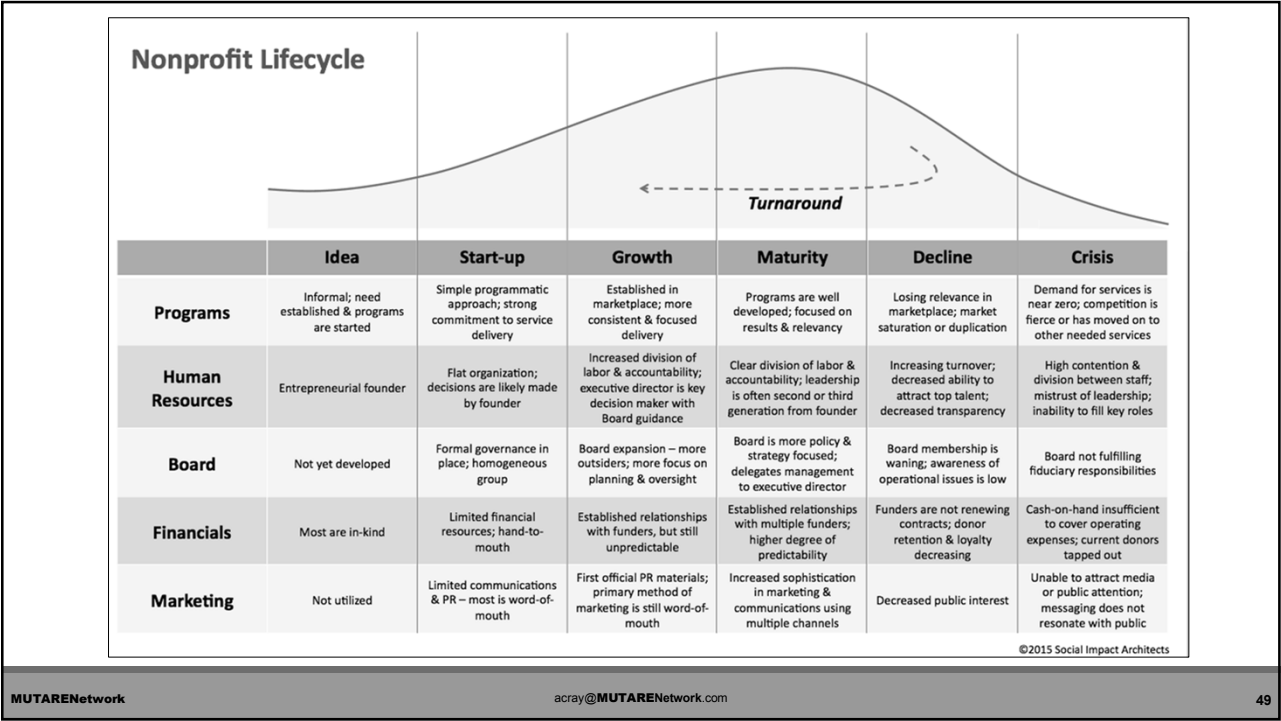 Nonprofit Lifecycle
Turnaround
Idea
Start-up
Growth
Maturity
Decline
Crisis
Programs
Informal; need
established & programs
are started
Simple programmatic
approach; strong
commitment to service
delivery
Established in
marketplace; more
consistent & focused
delivery
Programs are well
developed; focused on
results & relevancy
Losing relevance in
marketplace; market
saturation or duplication
Demand for services is
near zero; competition is
fierce or has moved on to
other needed services
Human
Resources
Entrepreneurial founder
Flat organization;
decisions are likely made
by founder
Increased division of
labor & accountability;
executive director is key
decision maker with
Board guidance
Clear division of labor &
accountability; leadership
is often second or third
generation from founder
Increasing turnover;
decreased ability to
attract top talent;
decreased transparency
High contention &
division between staff;
mistrust of leadership;
inability to fill key roles
Board
Not yet developed
Formal governance in
place; homogeneous
group
Board expansion – more
outsiders; more focus on
planning & oversight
Board is more policy &
strategy focused;
delegates management
to executive director
Board membership is
waning; awareness of
operational issues is low
Board not fulfilling
fiduciary responsibilities
Financials
Most are in-kind
Limited financial
resources; hand-to-
mouth
Established relationships
with funders, but still
unpredictable
Established relationships
with multiple funders;
higher degree of
predictability
Funders are not renewing
contracts; donor
retention & loyalty
decreasing
Cash-on-hand insufficient
to cover operating
expenses; current donors
tapped out
Marketing
Not utilized
Limited communications
& PR – most is word-of-
mouth
First official PR materials;
primary method of
marketing is still word-of-
mouth
Increased sophistication
in marketing &
communications using
multiple channels
Decreased public interest
Unable to attract media
or public attention;
messaging does not
resonate with public
©2015 Social Impact Architects
MUTARENetwork
acray@MUTARENetwork.com
49